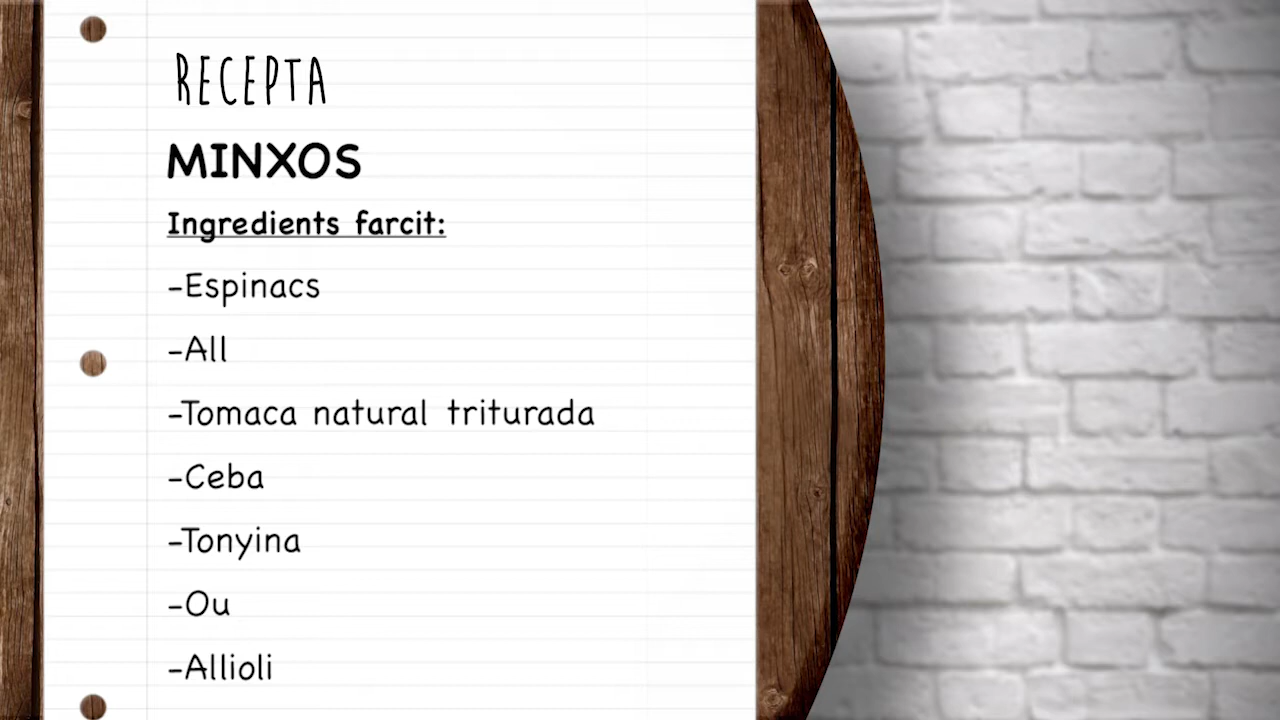 RECEPTA
MINXOS
Ingredients farcit:
-Espinacs
-All
-Tomaca natural triturada
-Ceba
-Tonyina
-Ou
-Allioli